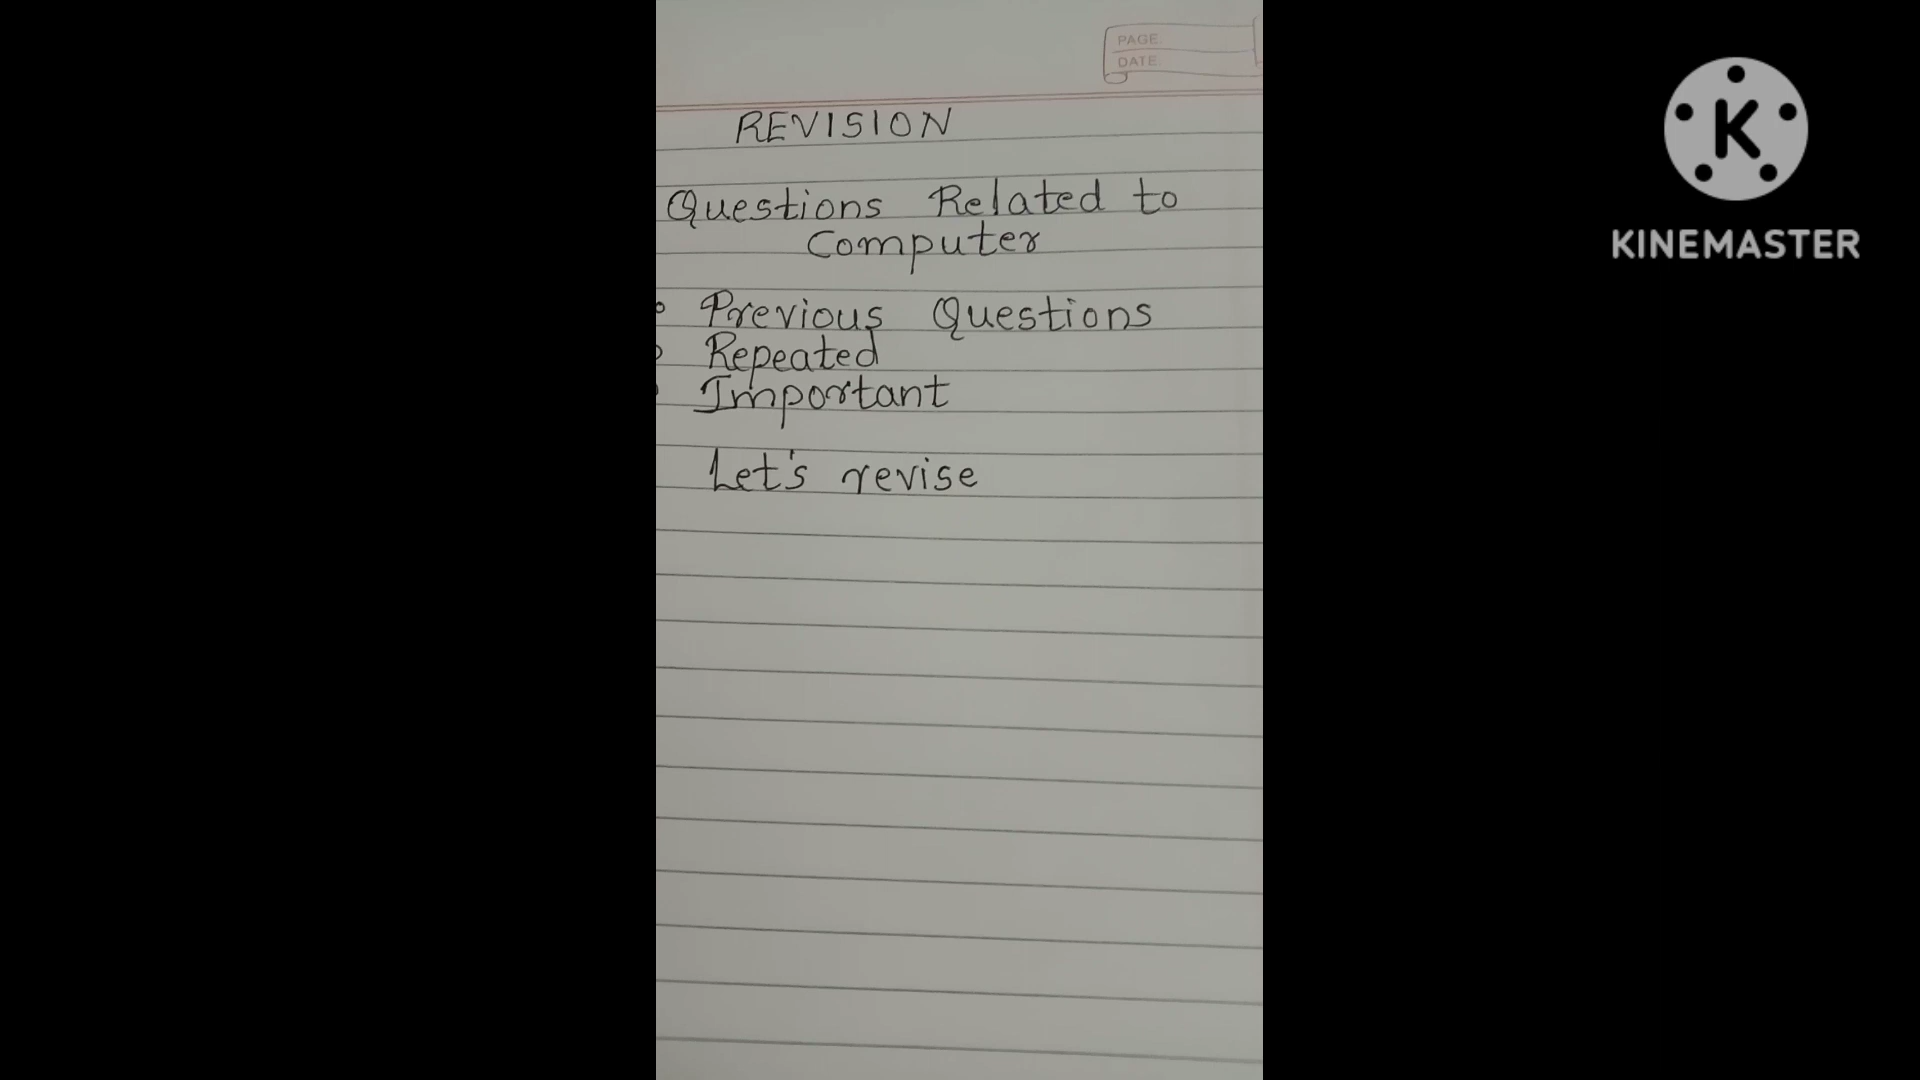 PAGE:
DATE:
REVISION
Questions Related to
Computer
Previous Questions
Repeated
Important
Let's revise
K
KINEMASTER